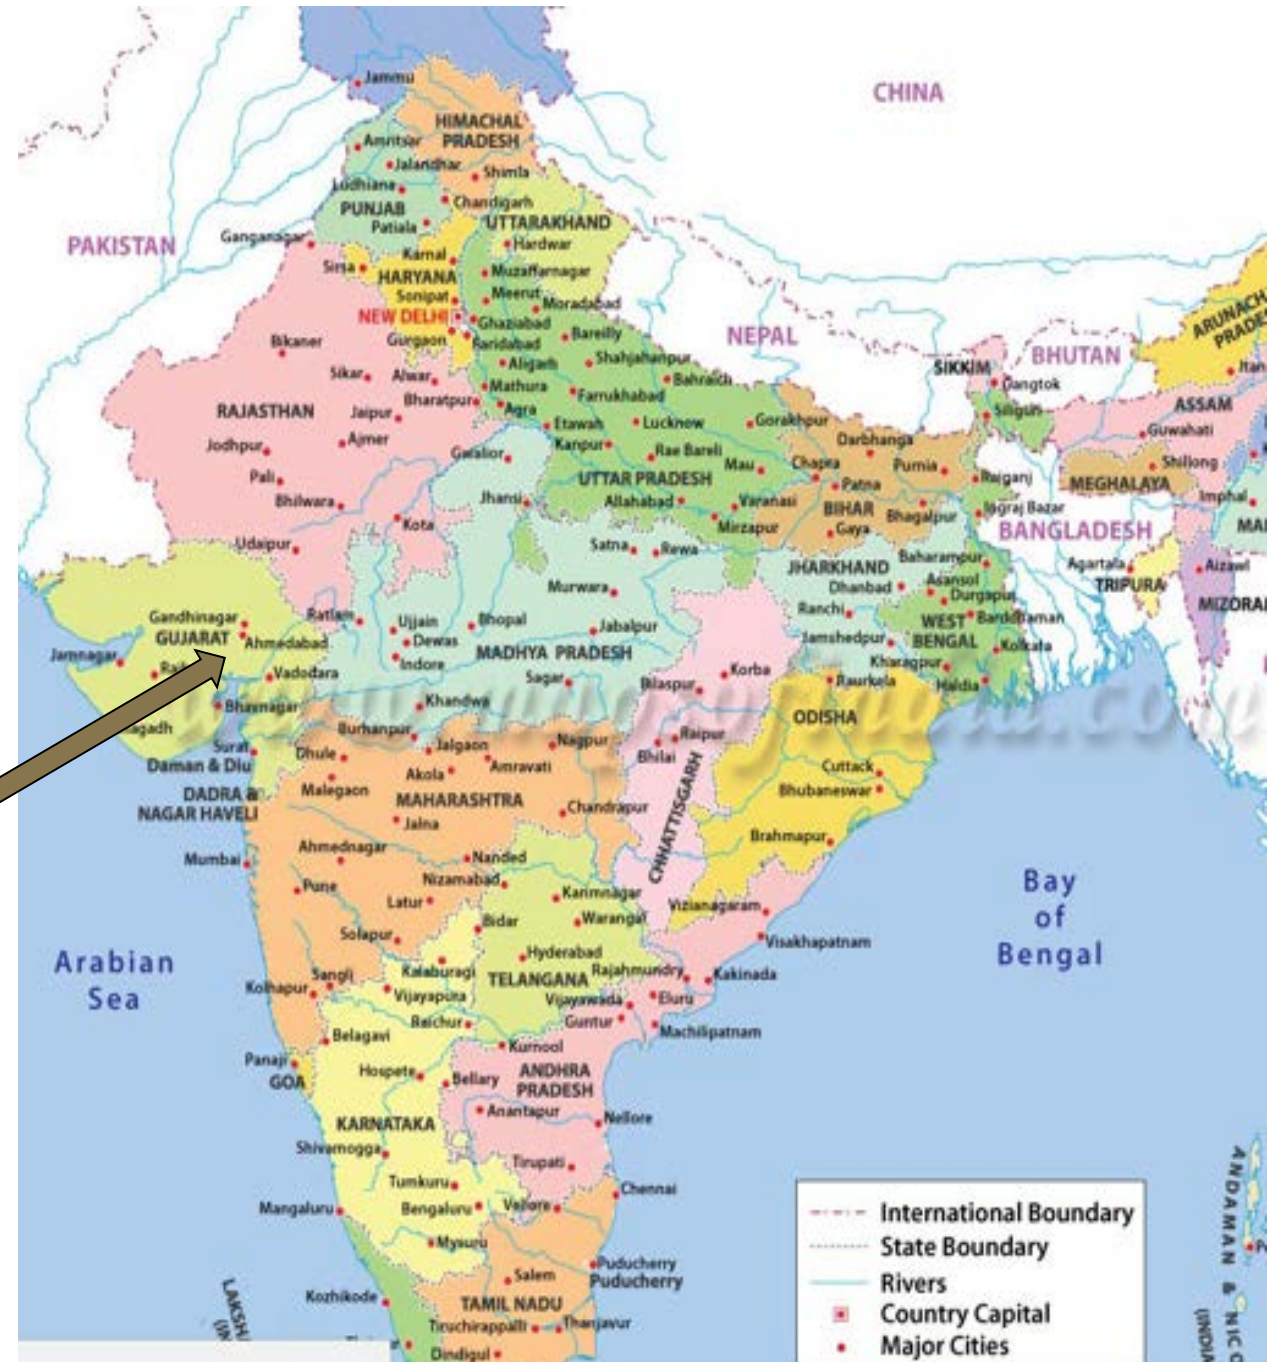 Jammu
CHINA
HIMACHAL
PRADESH
Amritsar
Jalandhar
Shimla
Ludhiana
Chandigarh
PUNJAB
Patiala
UTTARAKHAND
PAKISTAN
Ganganagar
Hardwar
Karnal
Sirsa
HARYANA
Muzaffarnagar
Sonipat
Meerut
Moradabad
NEW DELHI
Ghaziabad
Gurgaon
Faridabad
Bareilly
NEPAL
Bikaner
Aligarh
Shahjahanpur
SIKKIM
BHUTAN
Sikar
Alwar
Mathura
Bahraich
Gangtok
Bharatpur
Farrukhabad
RAJASTHAN
Jaipur
Agra
Siliguri
ASSAM
Etawah
Lucknow
Gorakhpur
Guwahati
Jodhpur
Ajmer
Kanpur
Darbhanga
Gwalior
Rae Bareli
Mau
Chapra
Purnia
Shillong
Pali
UTTAR PRADESH
Patna
Raiganj
MEGHALAYA
Bhilwara
Jhansi
Allahabad
Varanasi
BIHAR
Bhagalpur
Ingraj Bazar
Imphal
Kota
Mirzapur
Gaya
BANGLADESH
Udaipur
Satna
Rewa
JHARKHAND
Baharampur
Agartala
Aizawl
Murwara
Dhanbad
Asansol
Durgapur
TRIPURA
Gandhinagar
Ratlam
Ujjain
Bhopal
Ranchi
WEST
BENGAL
Barddhaman
GUJARAT
Ahmedabad
Dewas
Jabalpur
Jamshedpur
Kolkata
Jamnagar
Indore
MADHYA PRADESH
Kharagpur
Vadodara
Sagar
Korba
Bilaspur
Raurkela
Haldia
Bhavnagar
Khandwa
www.mapsofindia.com
ODISHA
Burhanpur
Surat
Dhule
Jalgaon
Nagpur
Raipur
Bhilai
Daman & Diu
Akola
Amravati
Cuttack
DADRA &
NAGAR HAVELI
Malegaon
MAHARASHTRA
Bhubaneswar
Jalna
Chandrapur
CHHATTISGARH
Brahmapur
Mumbai
Ahmednagar
Nanded
Pune
Nizamabad
Karimnagar
Latur
Vizianagaram
Bay
of
Bengal
Bidar
Warangal
Solapur
Visakhapatnam
Arabian
Sea
Hyderabad
Sangli
Kalaburagi
TELANGANA
Rajahmundry
Kakinada
Kolhapur
Vijayapura
Vijayawada
Eluru
Raichur
Guntur
Machilipatnam
Belagavi
Kurnool
Panaji
GOA
Hospete
Bellary
ANDHRA
PRADESH
Anantapur
Nellore
KARNATAKA
Shivamogga
Tirupati
Tumkuru
Chennai
Mangaluru
Bengaluru
Vellore
Mysuru
Puducherry
Puducherry
Salem
Kozhikode
TAMIL NADU
Tiruchirappalli
Thanjavur
Dindigul
International Boundary
State Boundary
Rivers
Country Capital
Major Cities
ANDAMAN &